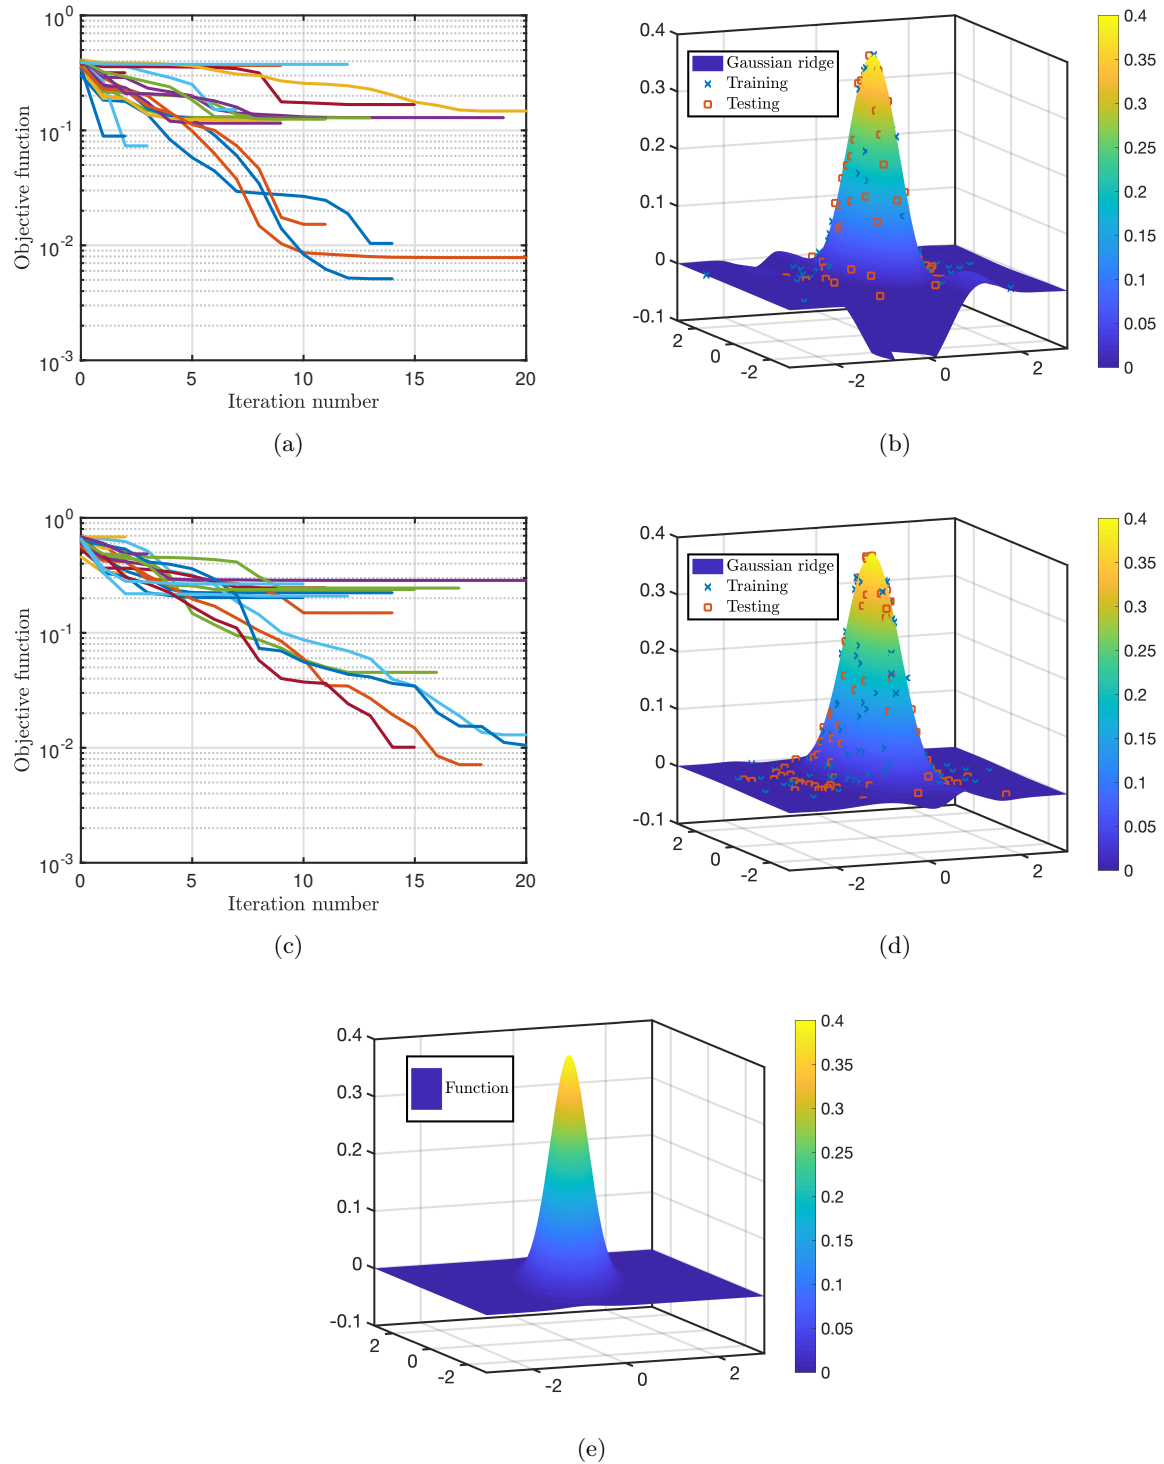 10^0
10^-1
10^-2
10^-3
0 5 10 15 20
Objective function
Iteration number
(a)
0.4
0.3
0.2
0.1
0
-0.1
2 0 -2
-2 0 2
Gaussian ridge
Training
Testing
0.4
0.35
0.3
0.25
0.2
0.15
0.1
0.05
0
(b)
10^0
10^-1
10^-2
10^-3
0 5 10 15 20
Objective function
Iteration number
(c)
0.4
0.3
0.2
0.1
0
-0.1
2 0 -2
-2 0 2
Gaussian ridge
Training
Testing
0.4
0.35
0.3
0.25
0.2
0.15
0.1
0.05
0
(d)
0.4
0.3
0.2
0.1
0
-0.1
2 0 -2
-2 0 2
Function
0.4
0.35
0.3
0.25
0.2
0.15
0.1
0.05
0
(e)